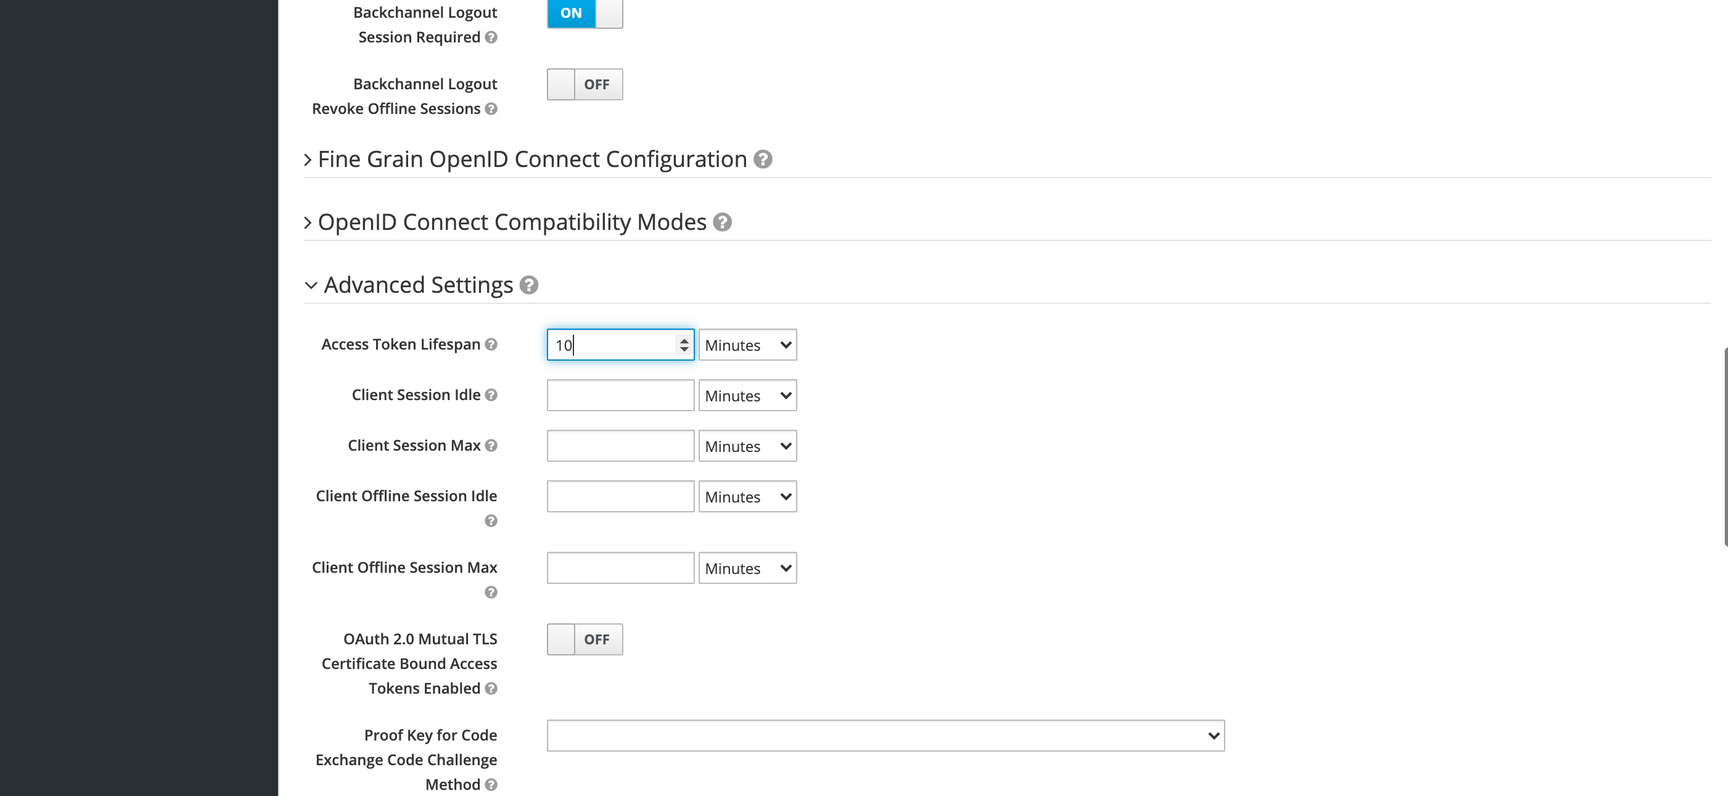 Backchannel Logout
Session Required
ON
Backchannel Logout
Revoke Offline Sessions
OFF
Fine Grain OpenID Connect Configuration
OpenID Connect Compatibility Modes
Advanced Settings
Access Token Lifespan 10 Minutes
Client Session Idle Minutes
Client Session Max Minutes
Client Offline Session Idle Minutes
Client Offline Session Max Minutes
OAuth 2.0 Mutual TLS
Certificate Bound Access
Tokens Enabled
OFF
Proof Key for Code
Exchange Code Challenge
Method